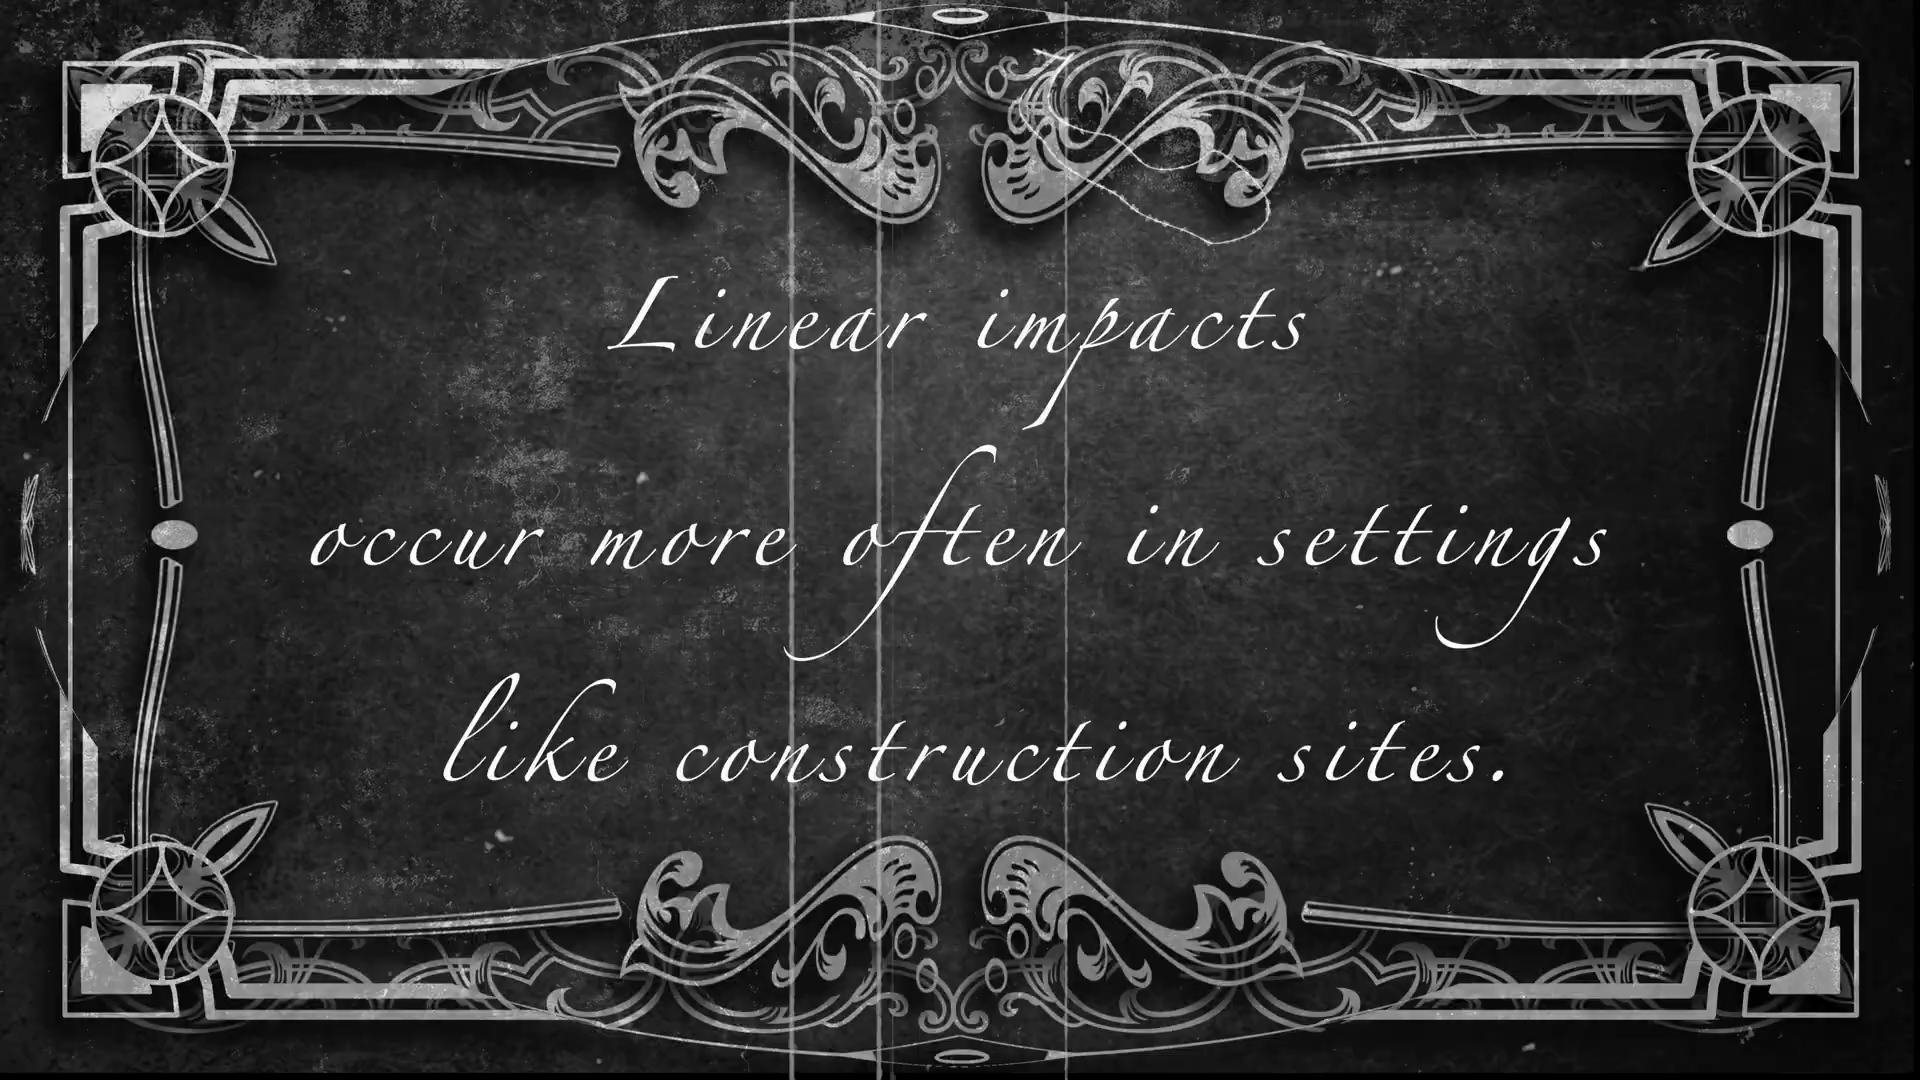 Linear impacts
occur more often in settings
like construction sites.